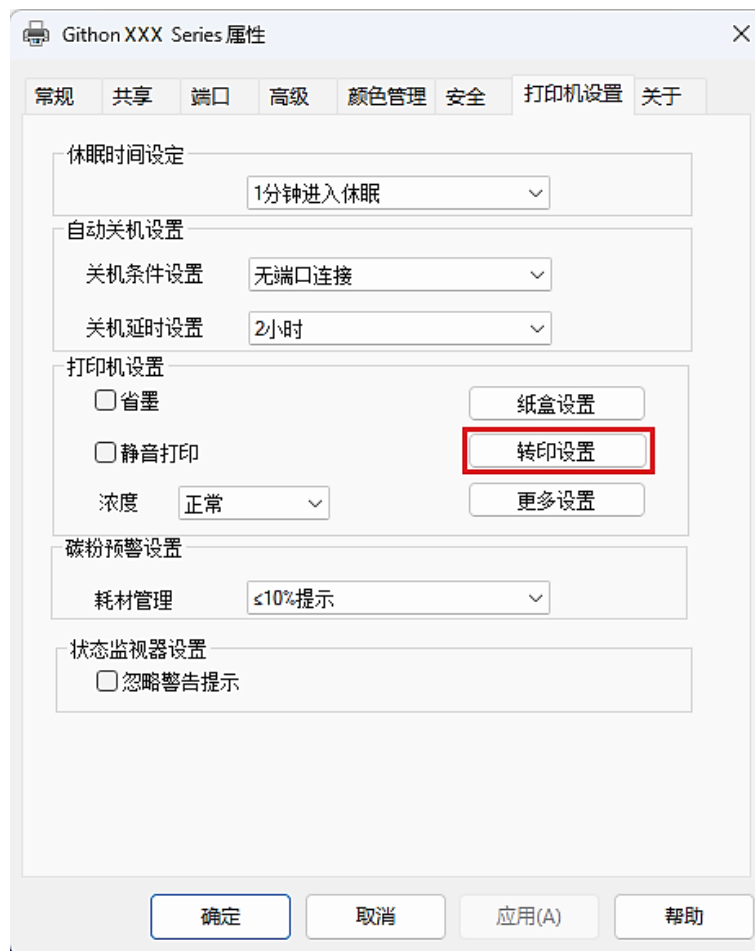 Githon XXX Series 属性
常规 共享 端口 高级 颜色管理 安全 打印机设置 关于
休眠时间设定
1分钟进入休眠
自动关机设置
关机条件设置 无端口连接
关机延时设置 2小时
打印机设置
省墨 纸盒设置
静音打印 转印设置
浓度 正常 更多设置
碳粉预警设置
耗材管理 ≤10%提示
状态监视器设置
忽略警告提示
确定 取消 应用(A) 帮助